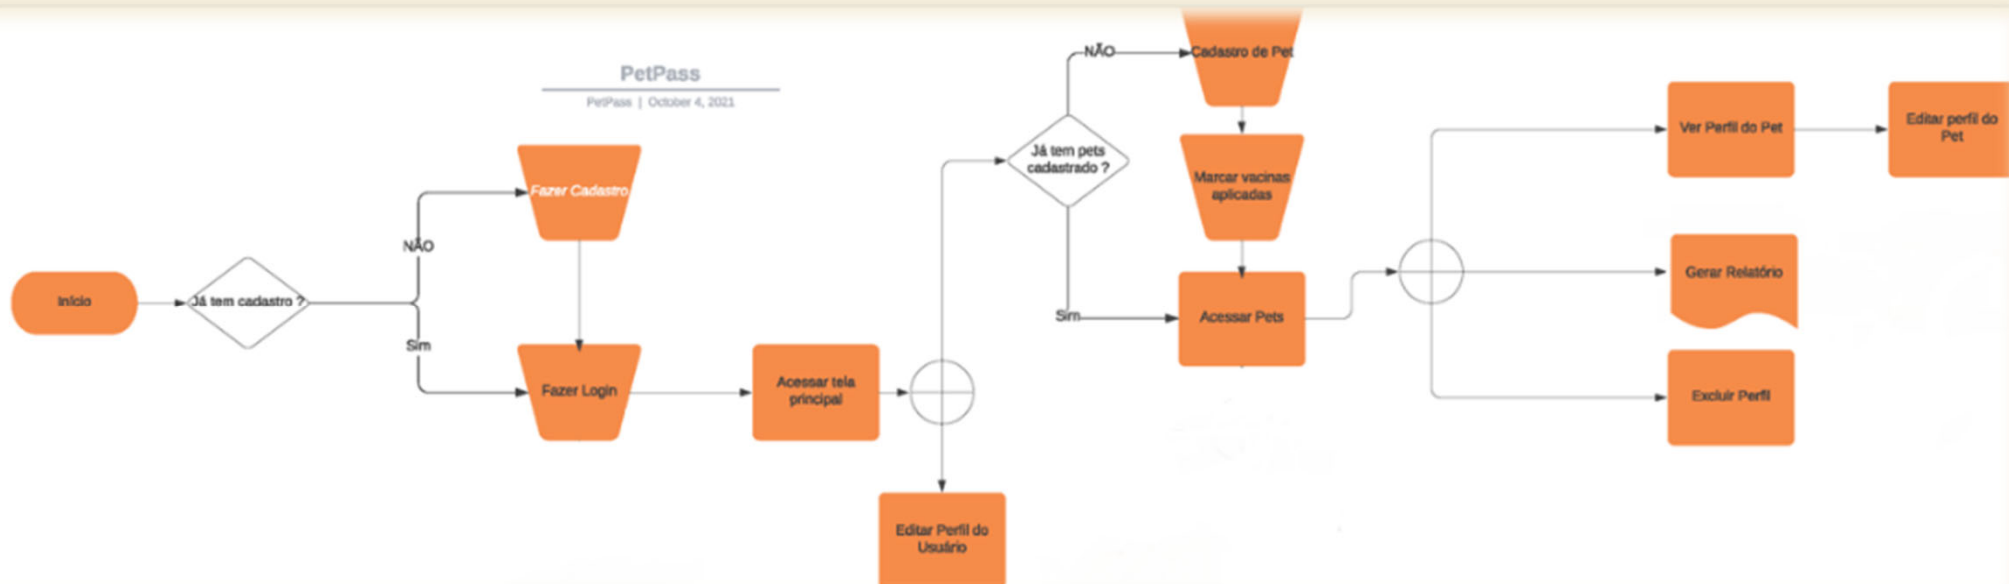 PetPass
PetPass | October 4, 2021
Início
Já tem cadastro ?
NÃO
Sim
Fazer Cadastro
Fazer Login
Acessar tela
principal
Editar Perfil do
Usuário
Já tem pets
cadastrado ?
NÃO
Sim
Cadastro de Pet
Marcar vacinas
aplicadas
Acessar Pets
Ver Perfil do Pet
Editar perfil do
Pet
Gerar Relatório
Excluir Perfil